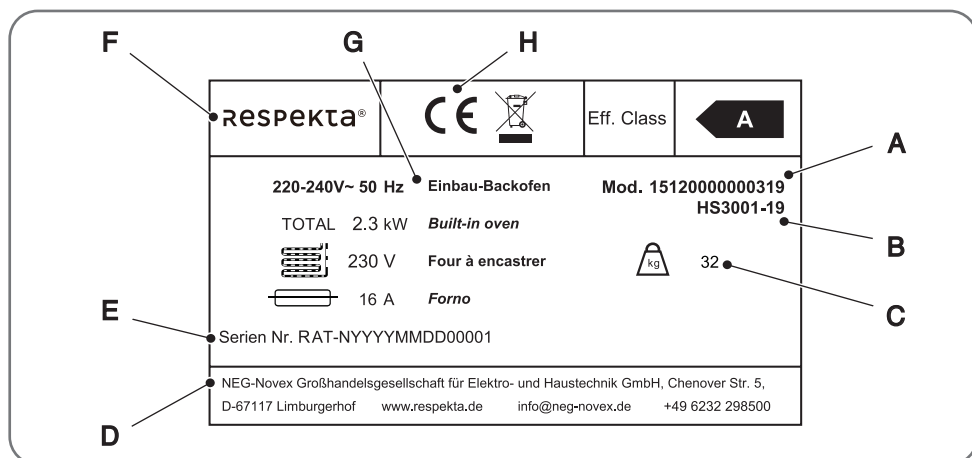 F G H
Respekta®
CE
Eff. Class
A
A
220-240V~ 50 Hz Einbau-Backofen Mod. 15120000000319
HS3001-19
TOTAL 2.3 kW Built-in oven
B
230 V Four à encastrer kg 32
16 A Forno
C
E
Serien Nr. RAT-NYYYYMMDD00001
NEG-Novex Großhandelsgesellschaft für Elektro- und Haustechnik GmbH, Chenover Str. 5,
D-67117 Limburgerhof www.respekta.de info@neg-novex.de +49 6232 298500
D